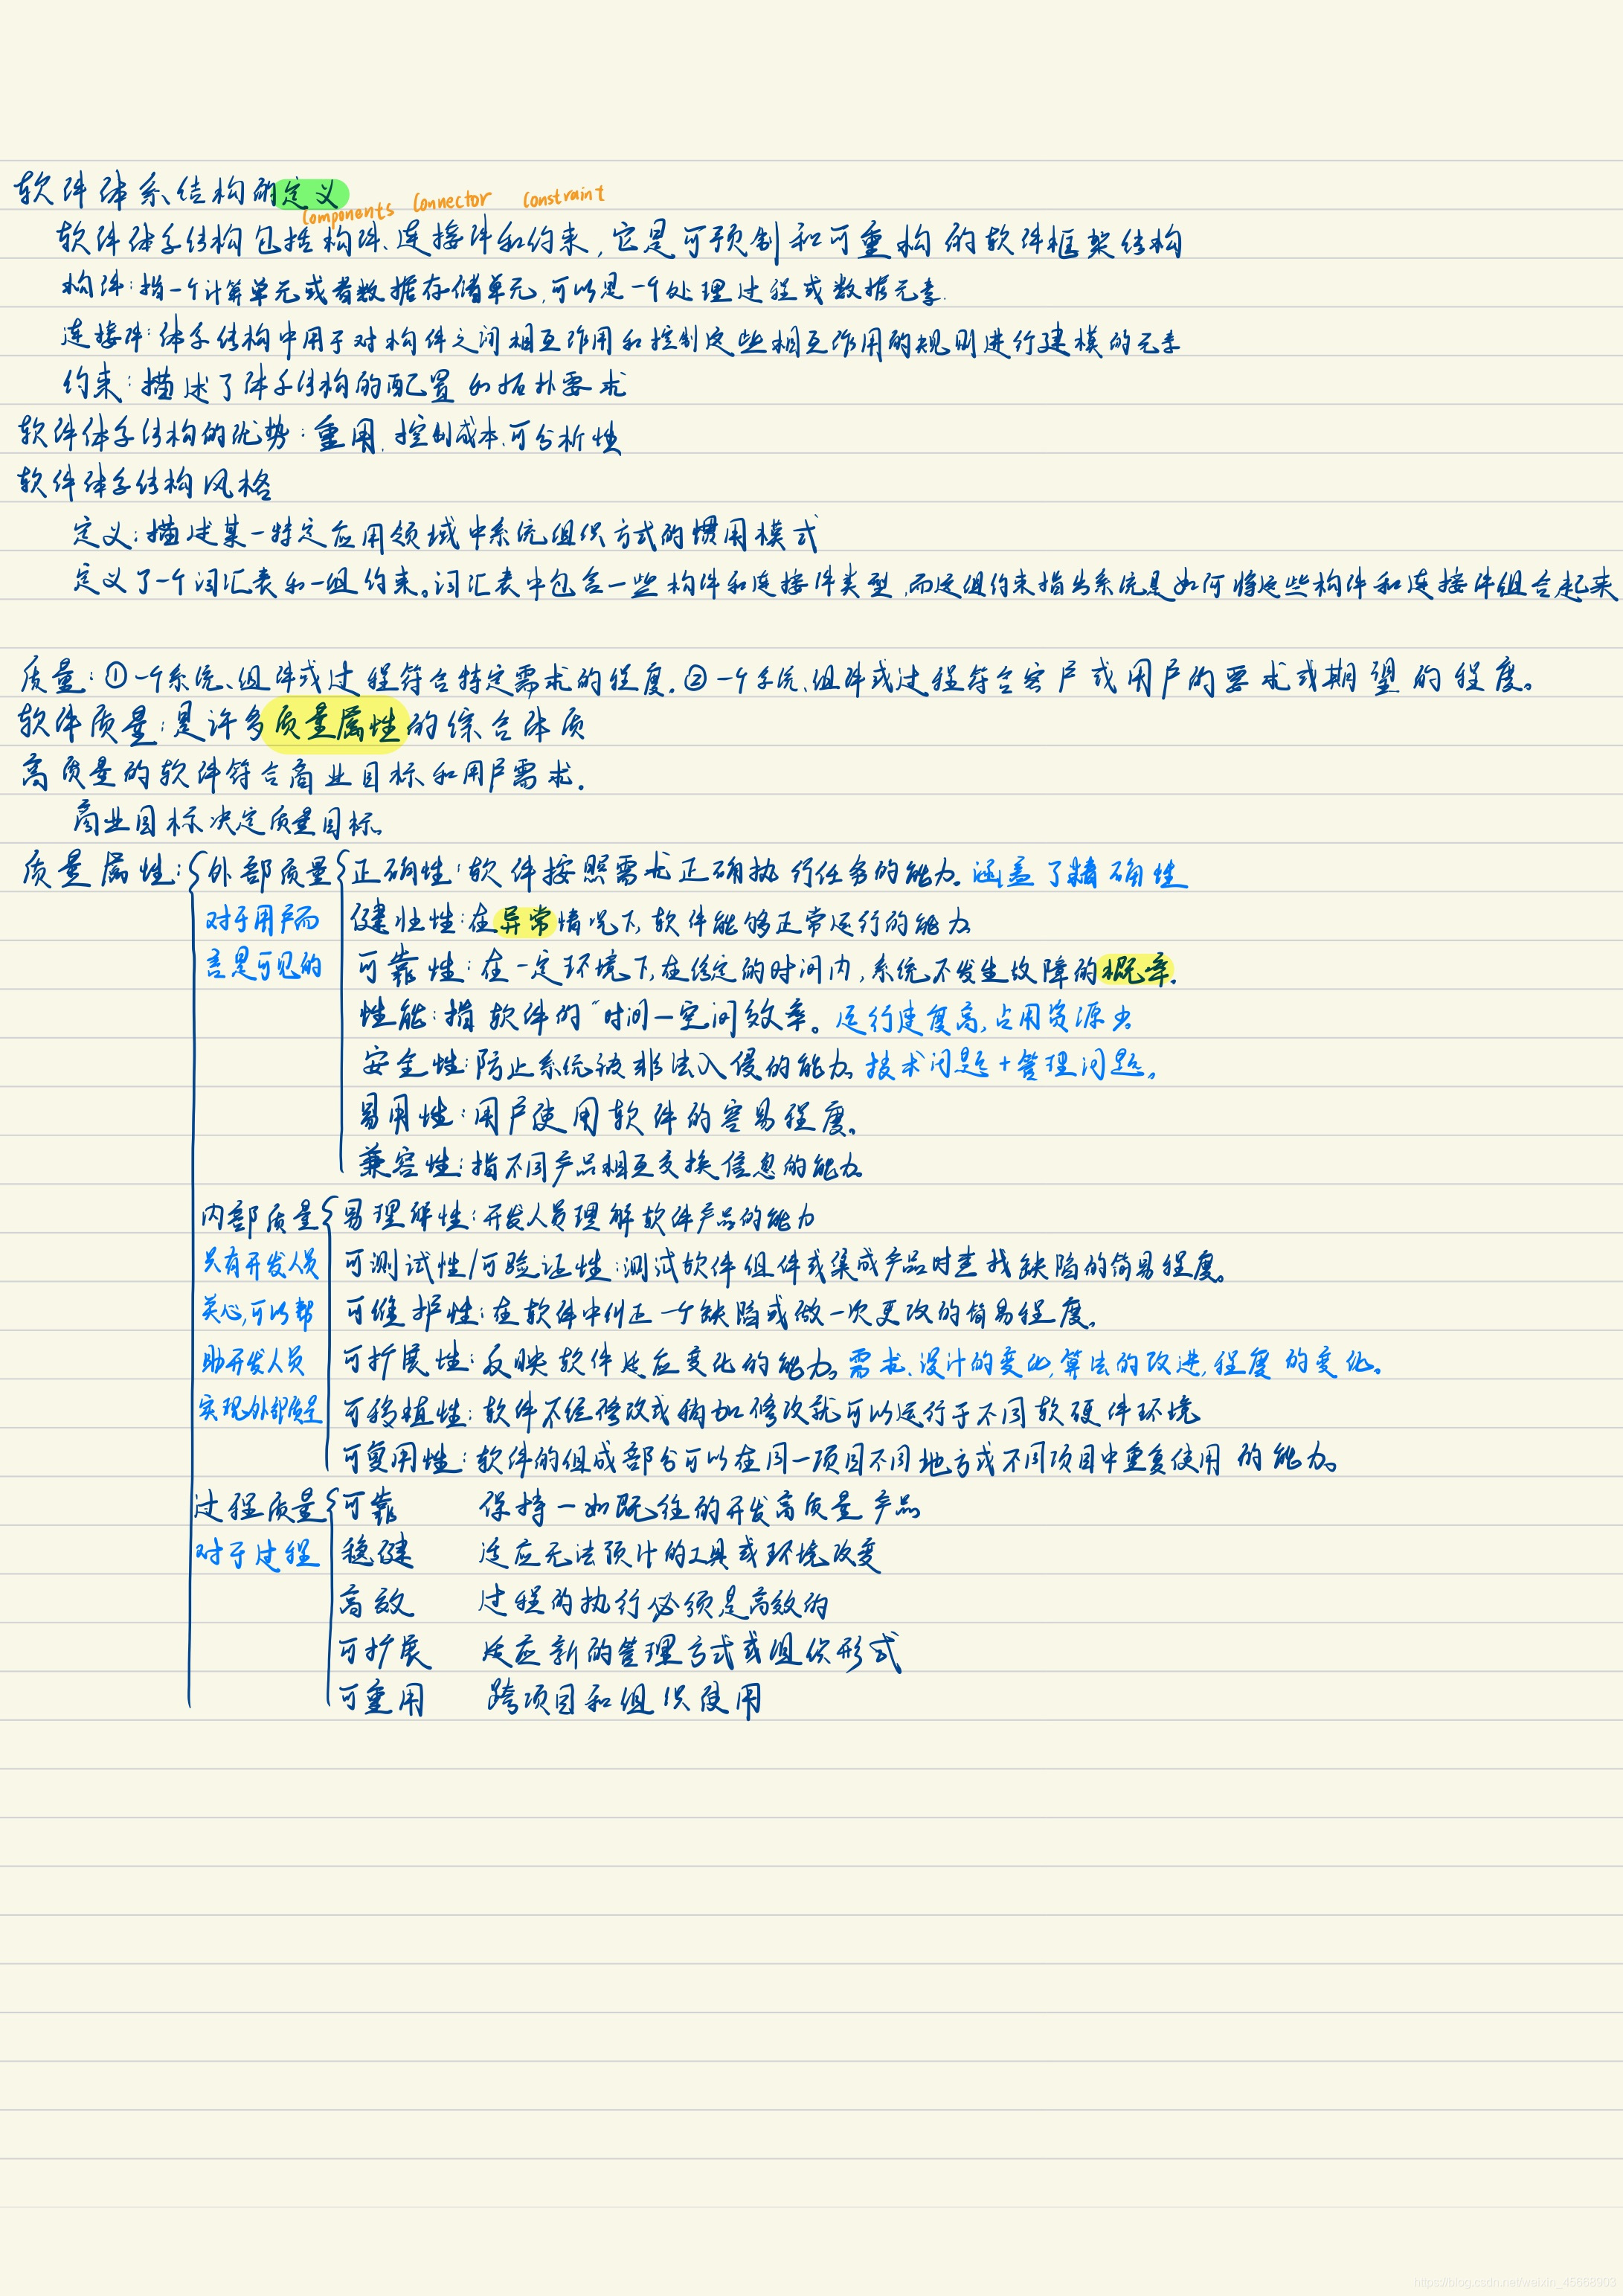 软件体系结构的定义
Components Connector Constraint
软件体系结构包括构件、连接件和约束,它是可预制和可重构的软件框架结构
构件:指一个计算单元或者数据存储单元,可以是一个处理过程或数据元素.
连接件:体系结构中用于对构件之间相互作用和控制这些相互作用的规则进行建模的元素
约束:描述了体系结构的配置和拓扑要求
软件体系结构的优势:重用、控制成本、可分析性
软件体系结构风格
定义:描述某一特定应用领域中系统组织方式的惯用模式
定义了一个词汇表和一组约束。词汇表中包含一些构件和连接件类型,而这组约束指出系统是如何将这些构件和连接件组合起来
质量:①一个系统、组件或过程符合特定需求的程度.②一个系统、组件或过程符合客户或用户的要求或期望的程度。
软件质量:是许多质量属性的综合体质
高质量的软件符合商业目标和用户需求.
商业目标决定质量目标。
质量属性:外部质量 正确性:软件按照需求正确执行任务的能力。涵盖了精确性
对于用户而 健壮性:在异常情况下,软件能够正常运行的能力
言是可见的 可靠性:在一定环境下,在给定的时间内,系统不发生故障的概率.
性能:指软件的"时间一空间效率。运行速度高,占用资源少
安全性:防止系统被非法入侵的能力。技术问题+管理问题。
易用性:用户使用软件的容易程度。
兼容性:指不同产品相互交换信息的能力。
内部质量 易理解性:开发人员理解软件产品的能力
只有开发人员 可测试性/可验证性:测试软件组件或集成产品时查找缺陷的简易程度。
关心,可以帮 可维护性:在软件中纠正一个缺陷或做一次更改的简易程度。
助开发人员 可扩展性:反映软件适应变化的能力。需求、设计的变化,算法的改进,程度的变化。
实现外部质量 可移植性:软件不经修改或稍加修改就可以运行于不同软硬件环境
可复用性:软件的组成部分可以在同一项目不同地方或不同项目中重复使用的能力。
过程质量 可靠 保持一如既往的开发高质量产品
对于过程 稳健 适应无法预计的工具或环境改变
高效 过程的执行必须是高效的
可扩展 适应新的管理方式或组织形式
可重用 跨项目和组织使用
https://blog.csdn.net/weixin_45668903